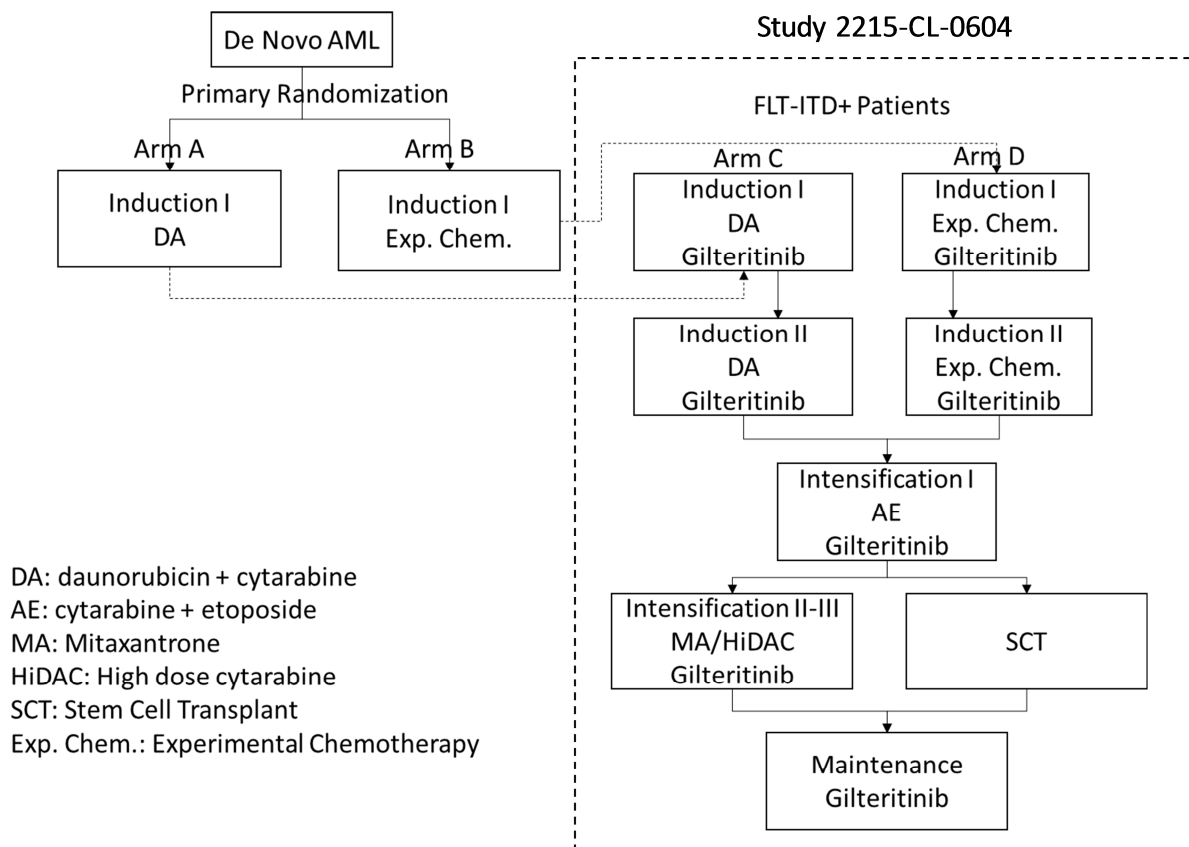 Study 2215-CL-0604
De Novo AML
Primary Randomization
FLT-ITD+ Patients
Arm A
Arm B
Arm C
Arm D
Induction I
DA
Induction I
Exp. Chem.
Induction I
DA
Gilteritinib
Induction I
Exp. Chem.
Gilteritinib
Induction II
DA
Gilteritinib
Induction II
Exp. Chem.
Gilteritinib
Intensification I
AE
Gilteritinib
Intensification II-III
MA/HiDAC
Gilteritinib
SCT
Maintenance
Gilteritinib
DA: daunorubicin + cytarabine
AE: cytarabine + etoposide
MA: Mitaxantrone
HiDAC: High dose cytarabine
SCT: Stem Cell Transplant
Exp. Chem.: Experimental Chemotherapy